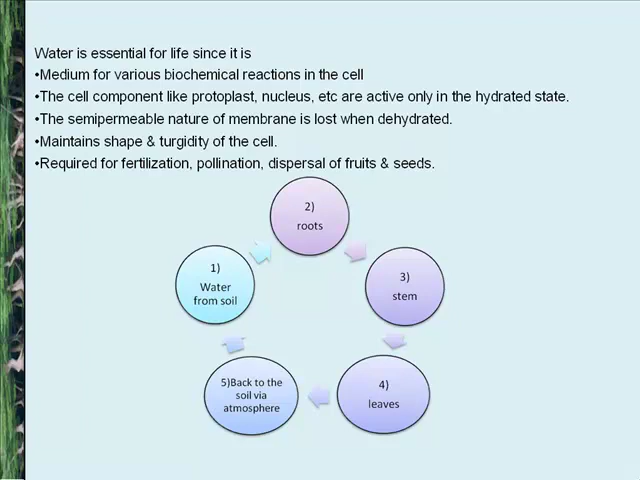 Water is essential for life since it is
•Medium for various biochemical reactions in the cell
•The cell component like protoplast, nucleus, etc are active only in the hydrated state.
•The semipermeable nature of membrane is lost when dehydrated.
•Maintains shape & turgidity of the cell.
•Required for fertilization, pollination, dispersal of fruits & seeds.
1)
Water
from soil
2)
roots
3)
stem
4)
leaves
5)Back to the
soil via
atmosphere